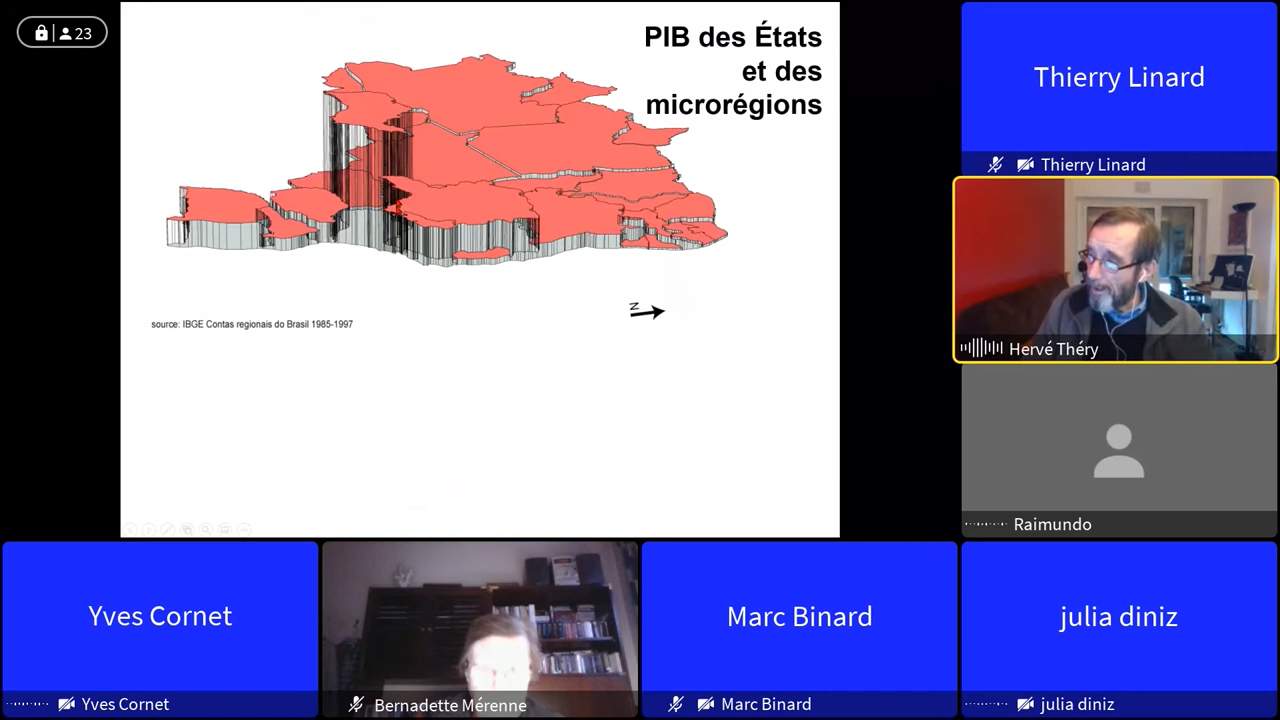 23
PIB des États
et des
microrégions
source: IBGE Contas regionais do Brasil 1985-1997
N
Thierry Linard
Thierry Linard
Hervé Théry
Raimundo
Yves Cornet
Yves Cornet
Bernadette Mérenne
Marc Binard
Marc Binard
julia diniz
julia diniz